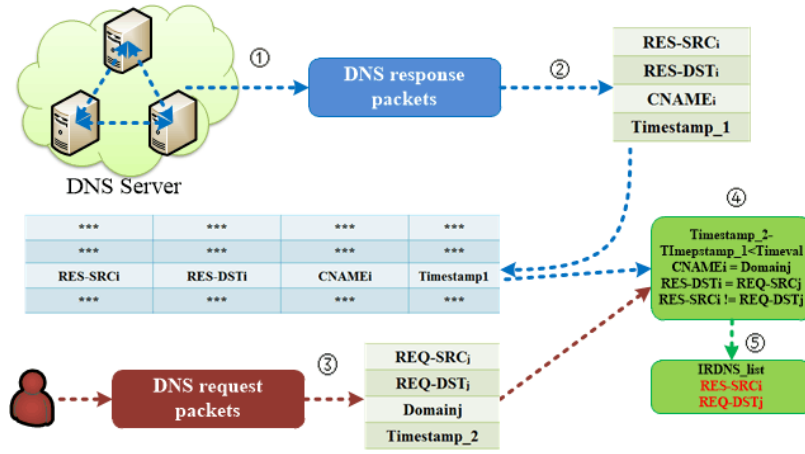 ①
DNS response
packets
②
RES-SRCi
RES-DSTi
CNAMEi
Timestamp_1
DNS Server
*** *** *** ***
*** *** *** ***
RES-SRCi RES-DSTi CNAMEi Timestamp1
*** *** *** ***
④
Timestamp_2-
TImepstamp_1<Timeval
CNAMEi = Domainj
RES-DSTi = REQ-SRCj
RES-SRCi != REQ-DSTj
③
DNS request
packets
REQ-SRCj
REQ-DSTj
Domainj
Timestamp_2
⑤
IRDNS_list
RES-SRCi
REQ-DSTj